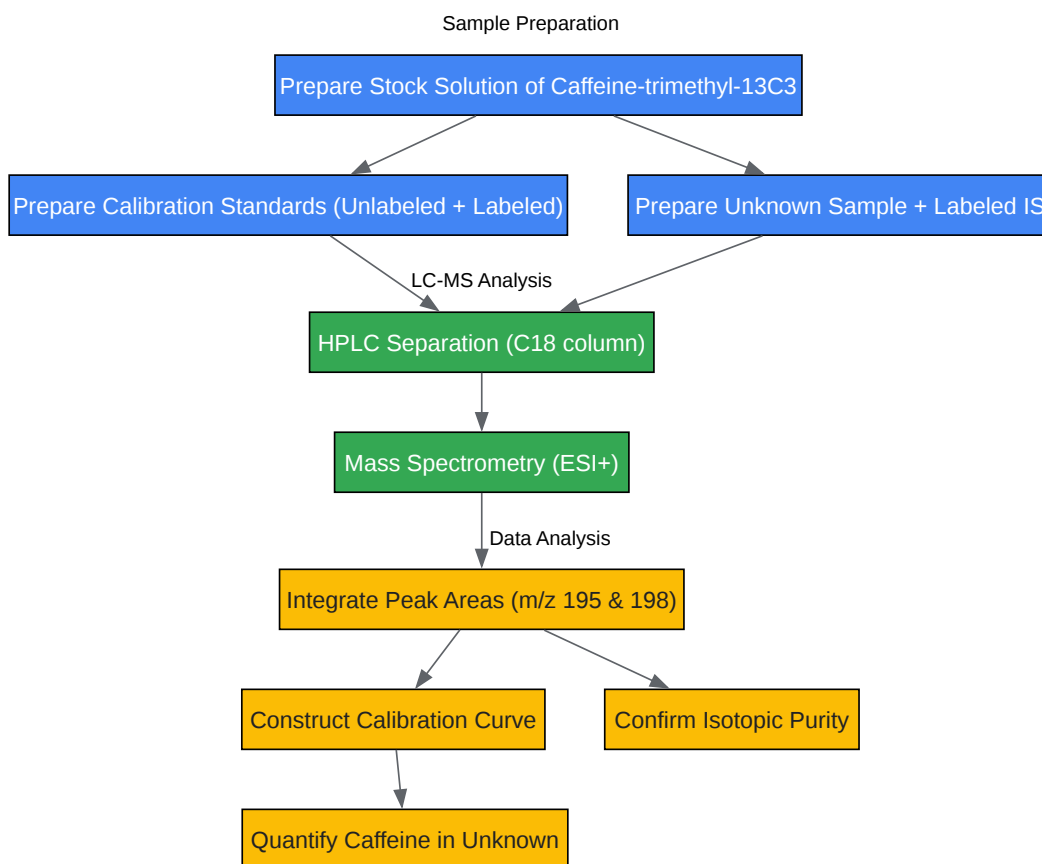 Sample Preparation
Prepare Stock Solution of Caffeine-trimethyl-13C3
Prepare Calibration Standards (Unlabeled + Labeled)
Prepare Unknown Sample + Labeled IS
LC-MS Analysis
HPLC Separation (C18 column)
Mass Spectrometry (ESI+)
Data Analysis
Integrate Peak Areas (m/z 195 & 198)
Construct Calibration Curve
Confirm Isotopic Purity
Quantify Caffeine in Unknown